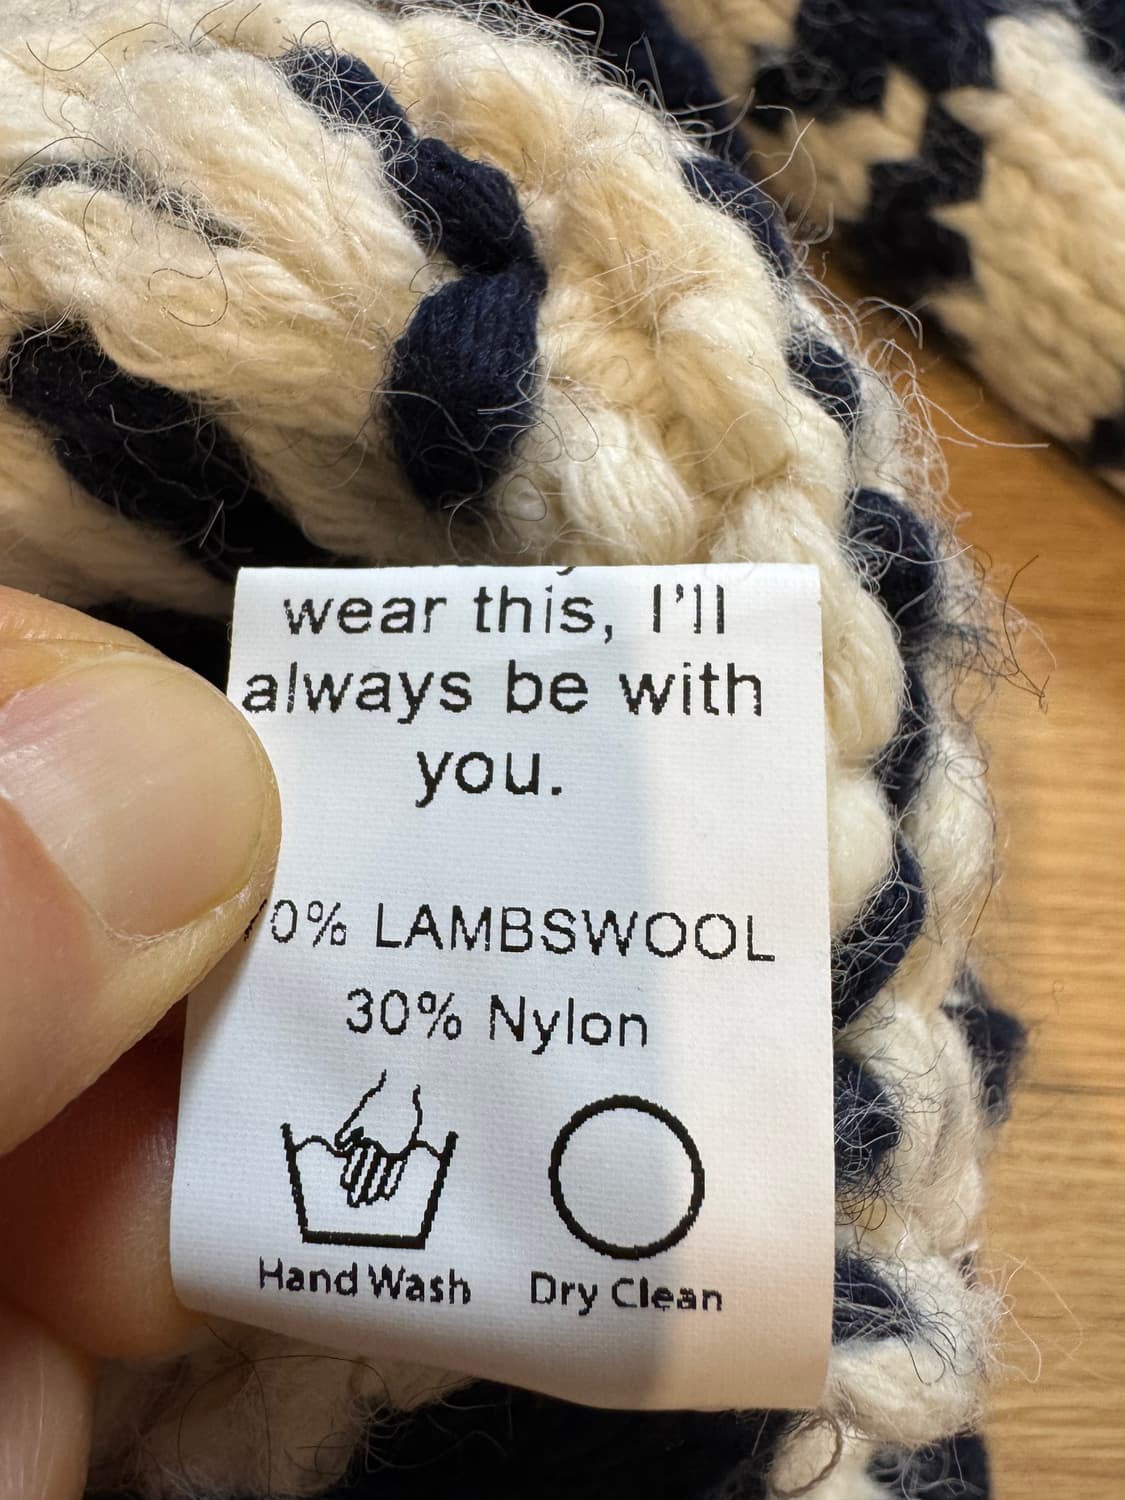 wear this, I'll
always be with
you.
0% LAMBSWOOL
30% Nylon
Hand Wash
Dry Clean